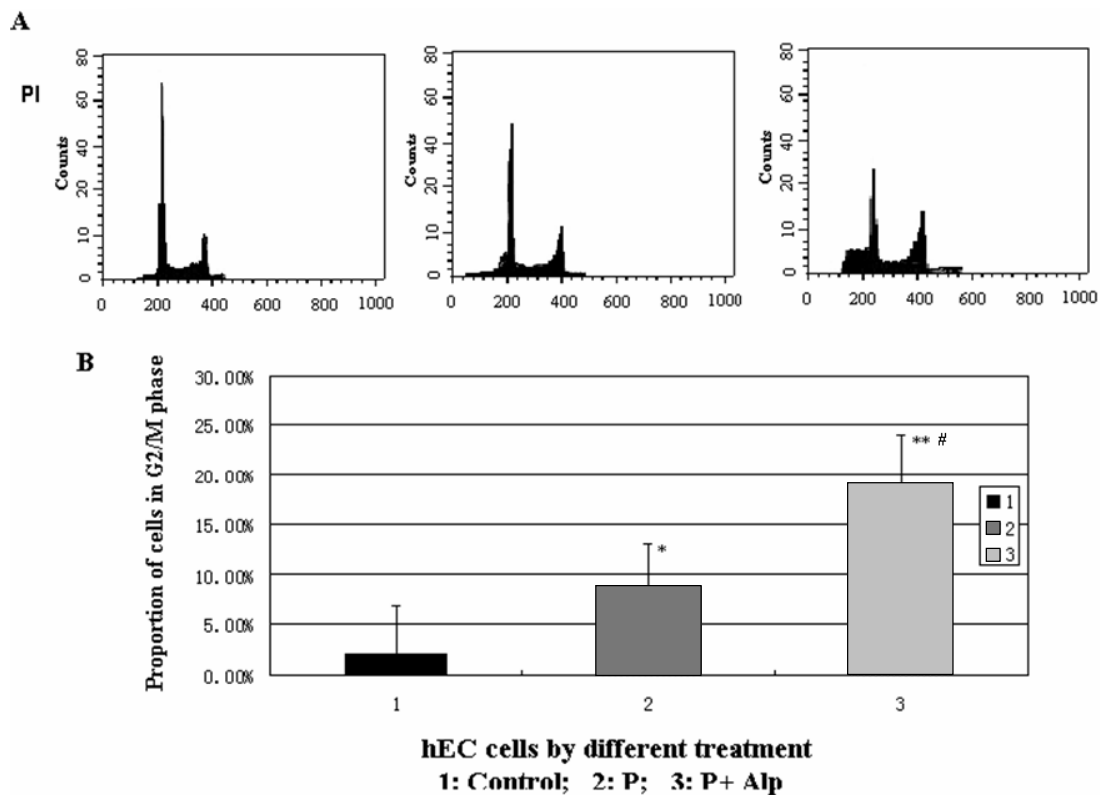 A
PI
Counts
80
60
40
20
10
0
0 200 400 600 800 1000
Counts
80
60
40
20
10
0
0 200 400 600 800 1000
Counts
80
60
40
20
10
0
0 200 400 600 800 1000
B
Proportion of cells in G2/M phase
30.00%
25.00%
20.00%
15.00%
10.00%
5.00%
0.00%
*
** #
1
2
3
1 2 3
hEC cells by different treatment
1: Control; 2: P; 3: P+ Alp